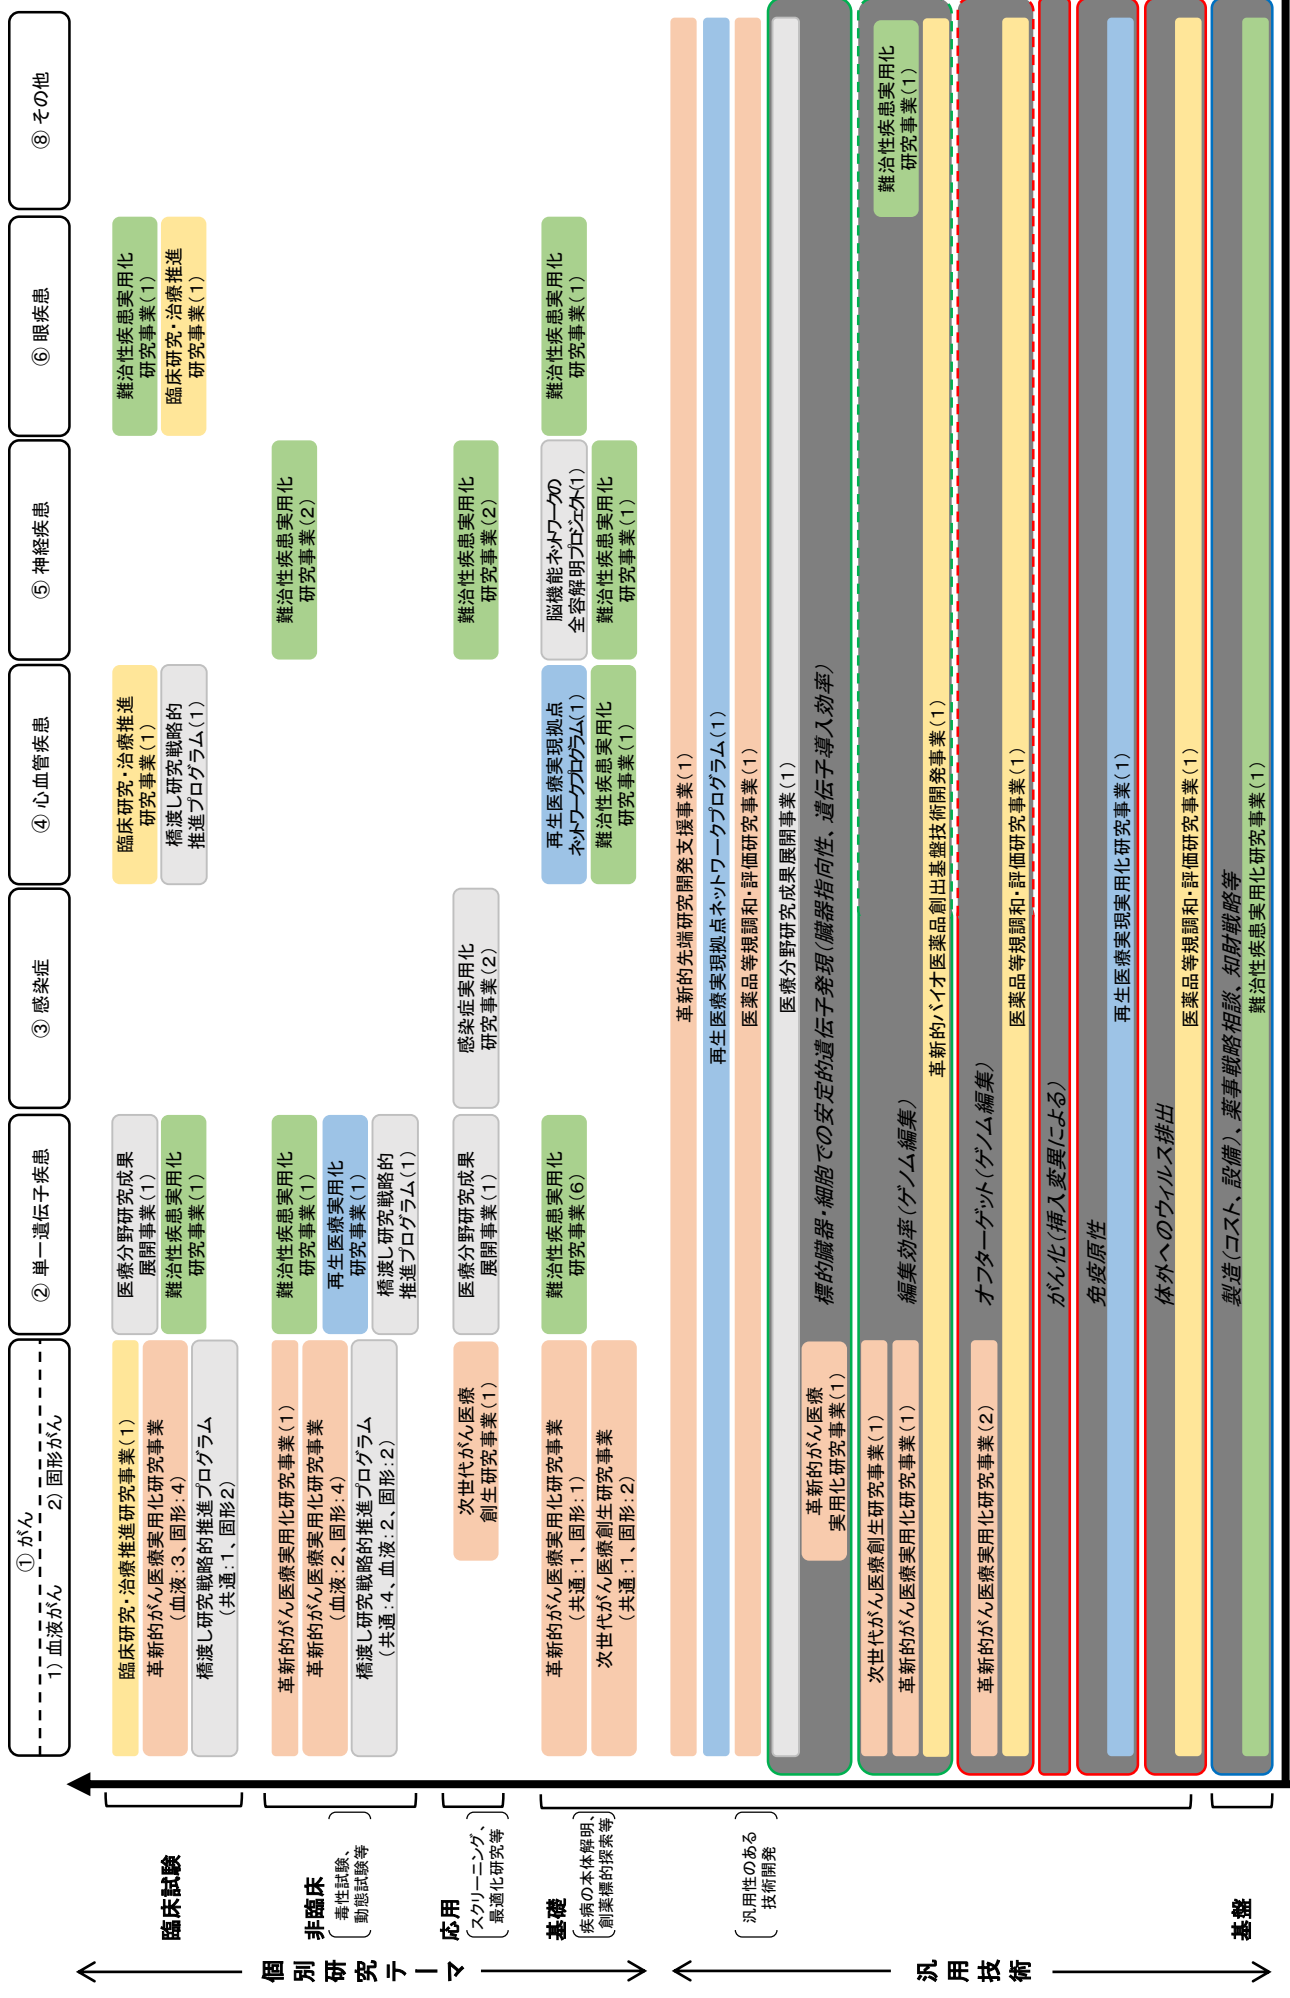 ① がん
1) 血液がん
2) 固形がん
② 単一遺伝子疾患
③ 感染症
④ 心血管疾患
⑤ 神経疾患
⑥ 眼疾患
⑧ その他
個別研究テーマ
臨床試験
臨床研究・治療推進研究事業(1)
革新的がん医療実用化研究事業
(血液:3、固形:4)
橋渡し研究戦略的推進プログラム
(共通:1、固形2)
医療分野研究成果
展開事業(1)
難治性疾患実用化
研究事業(1)
臨床研究・治療推進
研究事業(1)
橋渡し研究戦略的
推進プログラム(1)
難治性疾患実用化
研究事業(1)
臨床研究・治療推進
研究事業(1)
非臨床
毒性試験、
動態試験等
革新的がん医療実用化研究事業(1)
革新的がん医療実用化研究事業
(血液:2、固形:4)
橋渡し研究戦略的推進プログラム
(共通:4、血液:2、固形:2)
難治性疾患実用化
研究事業(1)
再生医療実用化
研究事業(1)
橋渡し研究戦略的
推進プログラム(1)
難治性疾患実用化
研究事業(2)
応用
スクリーニング、
最適化研究等
次世代がん医療
創生研究事業(1)
医療分野研究成果
展開事業(1)
感染症実用化
研究事業(2)
難治性疾患実用化
研究事業(2)
基礎
疾病の本体解明、
創薬標的探索等
革新的がん医療実用化研究事業
(共通:1、固形:1)
次世代がん医療創生研究事業
(共通:1、固形:2)
難治性疾患実用化
研究事業(6)
再生医療実現拠点
ネットワークプログラム(1)
難治性疾患実用化
研究事業(1)
脳機能ネットワークの
全容解明プロジェクト(1)
難治性疾患実用化
研究事業(1)
難治性疾患実用化
研究事業(1)
汎用技術
汎用性のある
技術開発
革新的先端研究開発支援事業(1)
再生医療実現拠点ネットワークプログラム(1)
医薬品等規調和・評価研究事業(1)
医療分野研究成果展開事業(1)
革新的がん医療
実用化研究事業(1)
標的臓器・細胞での安定的遺伝子発現(臓器指向性、遺伝子導入効率)
次世代がん医療創生研究事業(1)
革新的がん医療実用化研究事業(1)
編集効率(ゲノム編集)
難治性疾患実用化
研究事業(1)
革新的バイオ医薬品創出基盤技術開発事業(1)
革新的がん医療実用化研究事業(2)
オフターゲット(ゲノム編集)
医薬品等規調和・評価研究事業(1)
がん化(挿入変異による)
免疫原性
再生医療実現実用化研究事業(1)
体外へのウィルス排出
医薬品等規調和・評価研究事業(1)
基盤
製造(コスト、設備)、薬事戦略相談、知財戦略等
難治性疾患実用化研究事業(1)